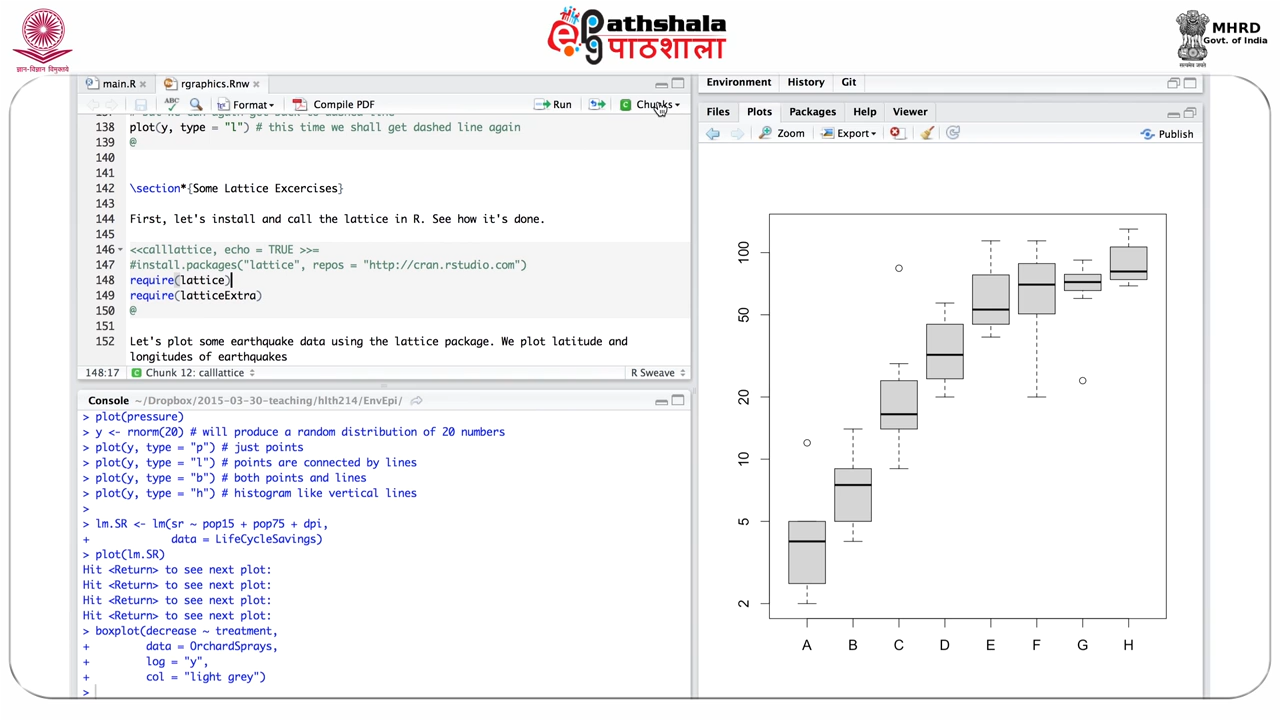 ज्ञान-विज्ञान विमुक्तये
Pathshala
पाठशाला
MHRD
Govt. of India
सत्यमेव जयते
main.R
rgraphics.Rnw
Environment
History
Git
ABC
Format
Compile PDF
Run
Chunks
Files
Plots
Packages
Help
Viewer
Zoom
Export
Publish
138 plot(y, type = "l") # this time we shall get dashed line again
139 @
140
141
142 \section*{Some Lattice Excercises}
143
144 First, let's install and call the lattice in R. See how it's done.
145
146 <<calllattice, echo = TRUE >>=
147 #install.packages("lattice", repos = "http://cran.rstudio.com")
148 require(lattice)
149 require(latticeExtra)
150 @
151
152 Let's plot some earthquake data using the lattice package. We plot latitude and
longitudes of earthquakes
148:17
Chunk 12: calllattice
R Sweave
Console ~/Dropbox/2015-03-30-teaching/hlth214/EnvEpi/
> plot(pressure)
> y <- rnorm(20) # will produce a random distribution of 20 numbers
> plot(y, type = "p") # just points
> plot(y, type = "l") # points are connected by lines
> plot(y, type = "b") # both points and lines
> plot(y, type = "h") # histogram like vertical lines
>
> lm.SR <- lm(sr ~ pop15 + pop75 + dpi,
+ data = LifeCycleSavings)
> plot(lm.SR)
Hit <Return> to see next plot:
Hit <Return> to see next plot:
Hit <Return> to see next plot:
Hit <Return> to see next plot:
> boxplot(decrease ~ treatment,
+ data = OrchardSprays,
+ log = "y",
+ col = "light grey")
>
100
50
20
10
5
2
A B C D E F G H